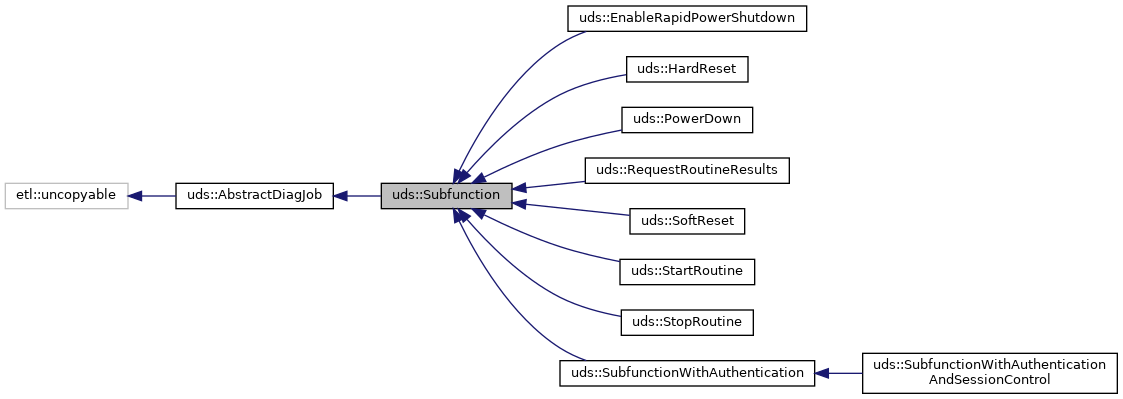 etl::uncopyable
uds::AbstractDiagJob
uds::Subfunction
uds::EnableRapidPowerShutdown
uds::HardReset
uds::PowerDown
uds::RequestRoutineResults
uds::SoftReset
uds::StartRoutine
uds::StopRoutine
uds::SubfunctionWithAuthentication
uds::SubfunctionWithAuthentication
AndSessionControl